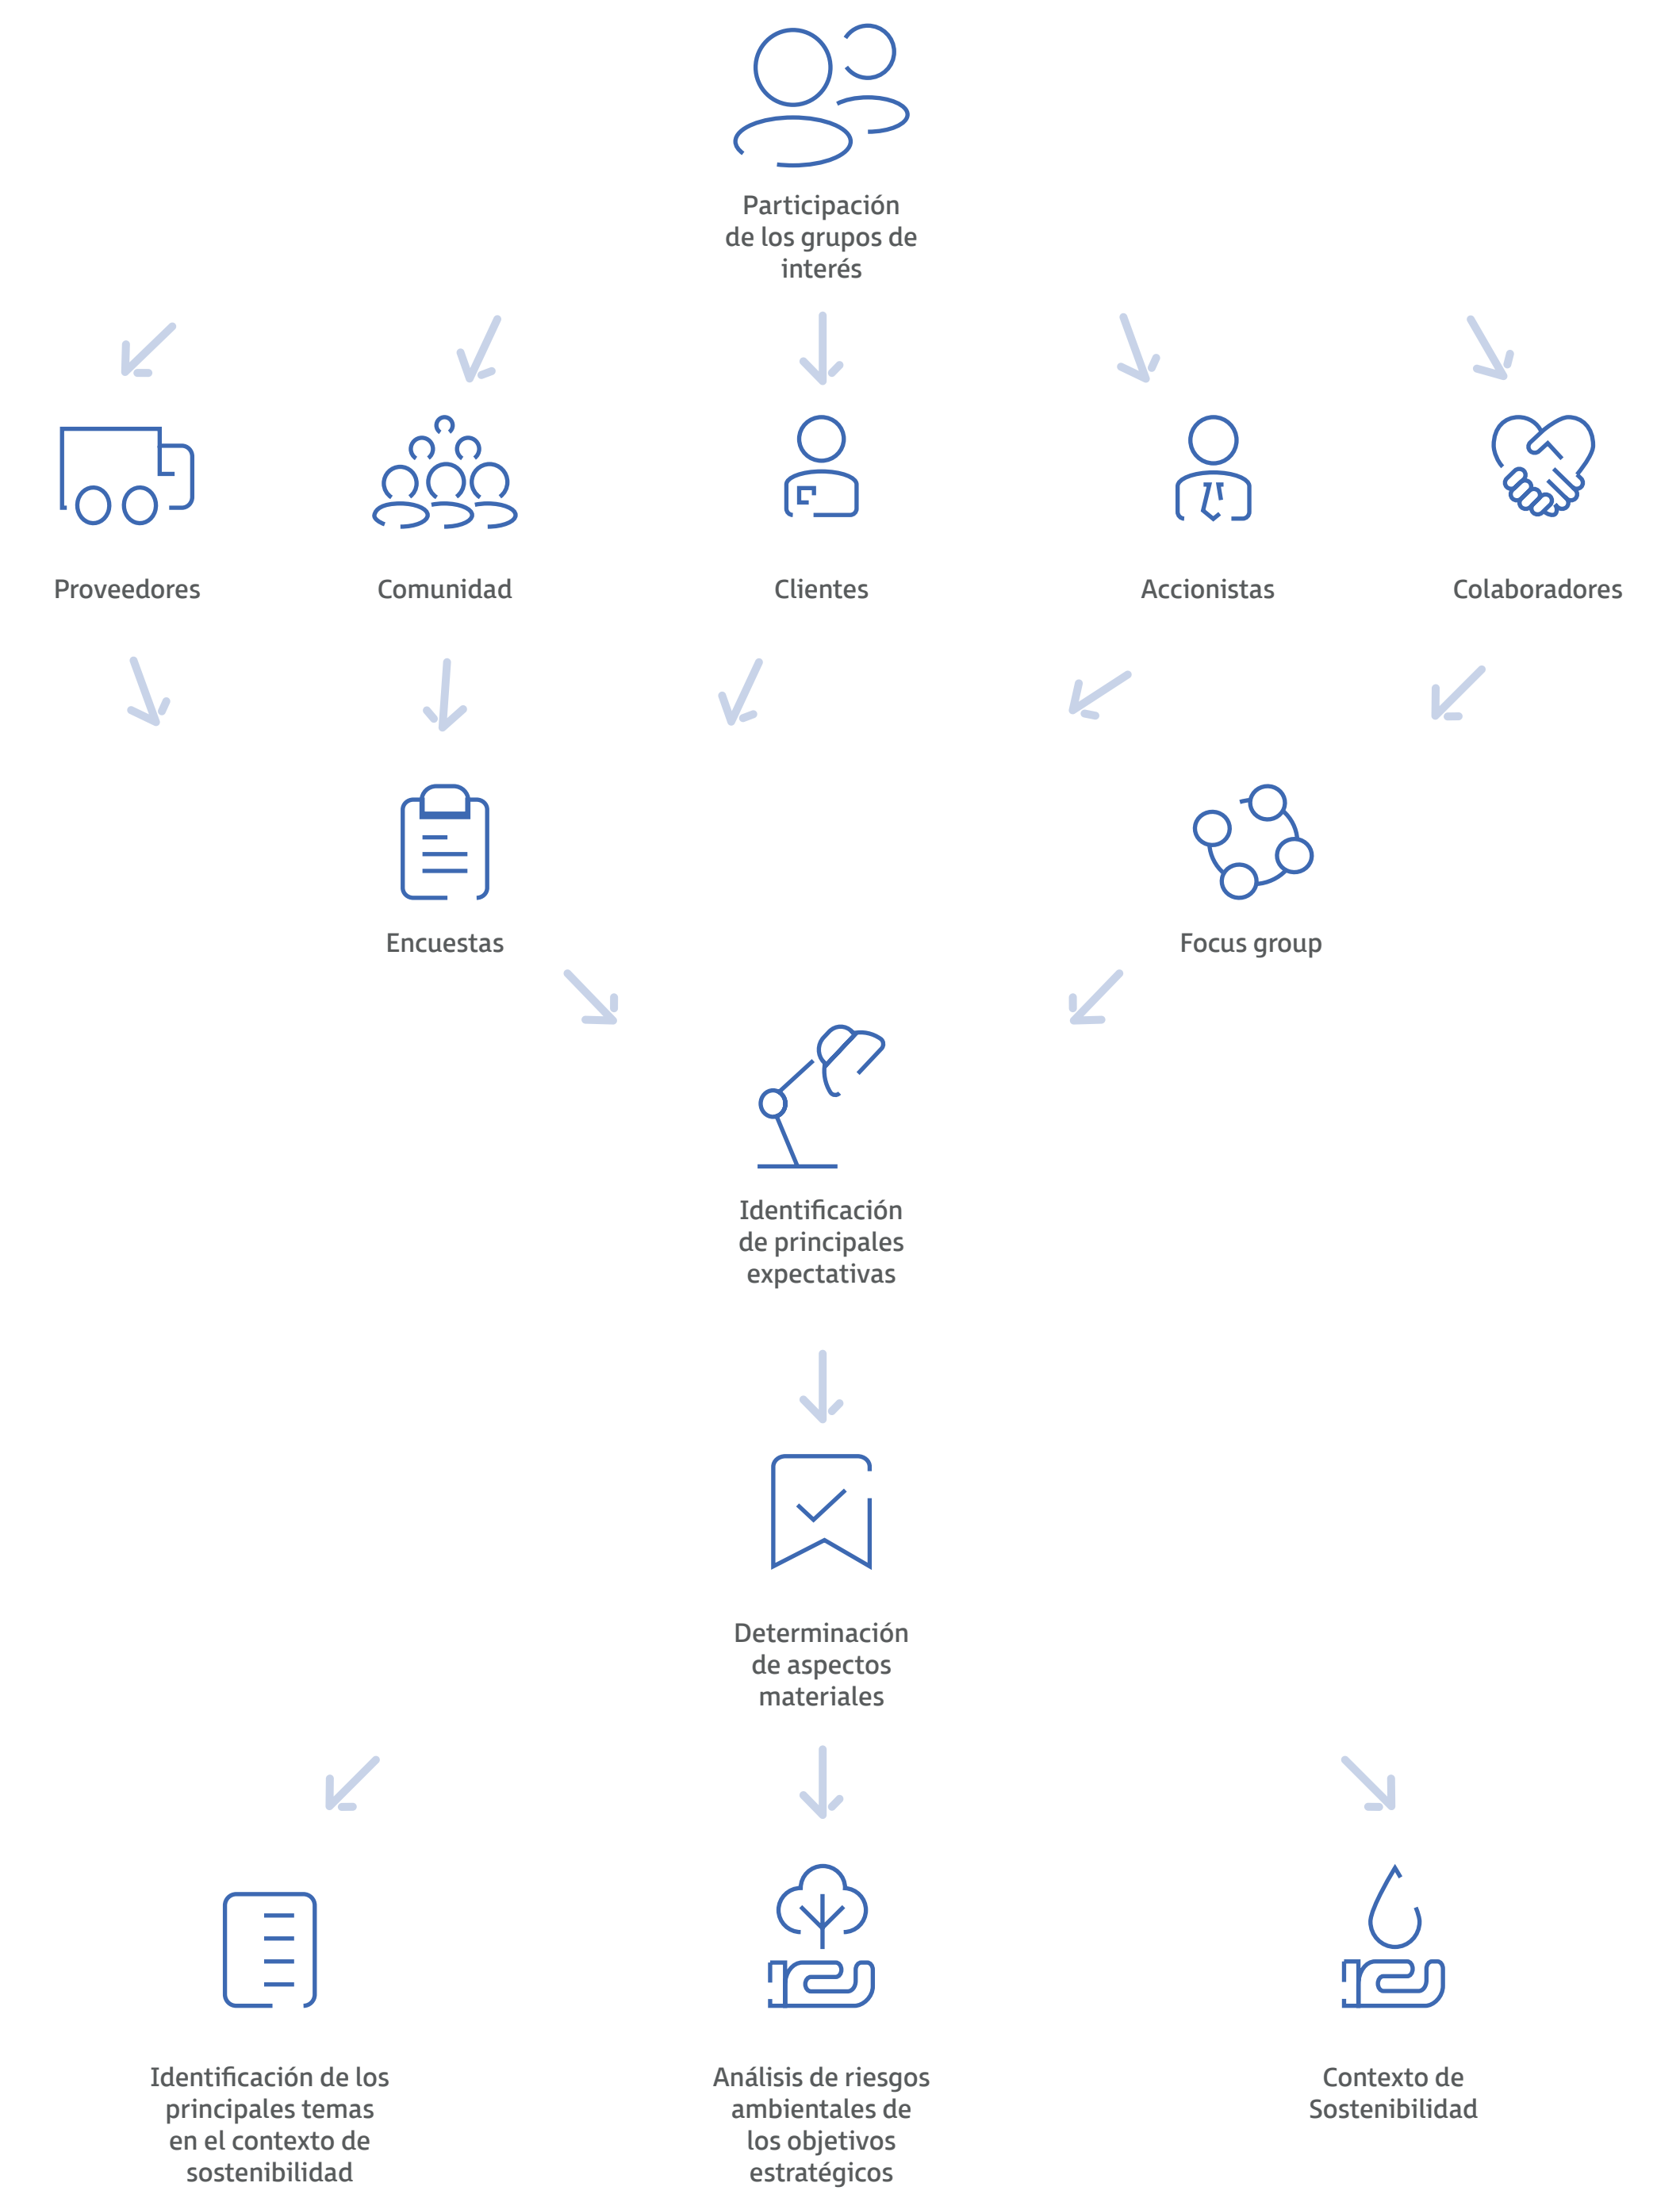 Participación
de los grupos de
interés
Proveedores
Comunidad
Clientes
Accionistas
Colaboradores
Encuestas
Focus group
Identificación
de principales
expectativas
Determinación
de aspectos
materiales
Identificación de los
principales temas
en el contexto de
sostenibilidad
Análisis de riesgos
ambientales de
los objetivos
estratégicos
Contexto de
Sostenibilidad